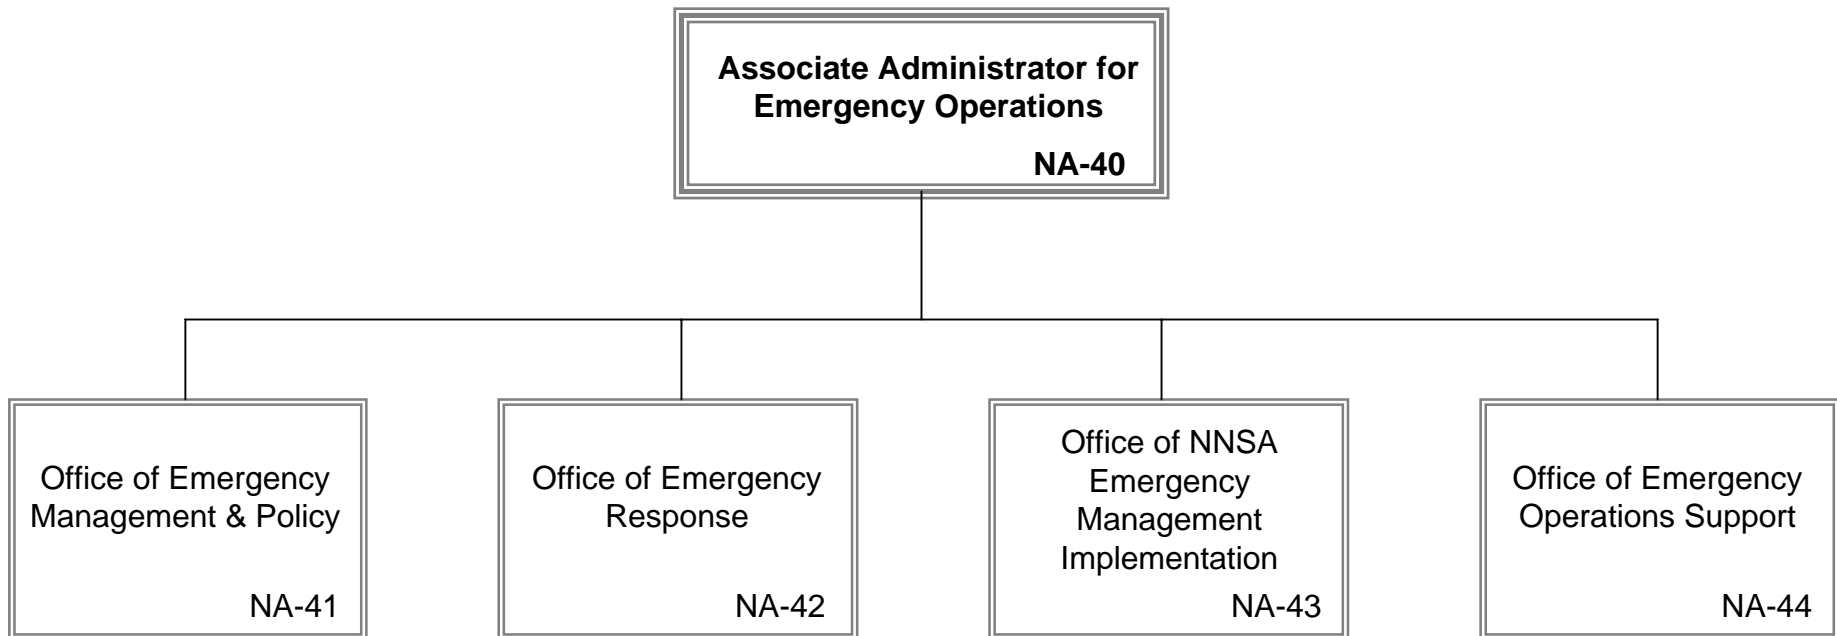 Associate Administrator for
Emergency Operations
NA-40
Office of Emergency
Management & Policy
NA-41
Office of Emergency
Response
NA-42
Office of NNSA
Emergency
Management
Implementation
NA-43
Office of Emergency
Operations Support
NA-44